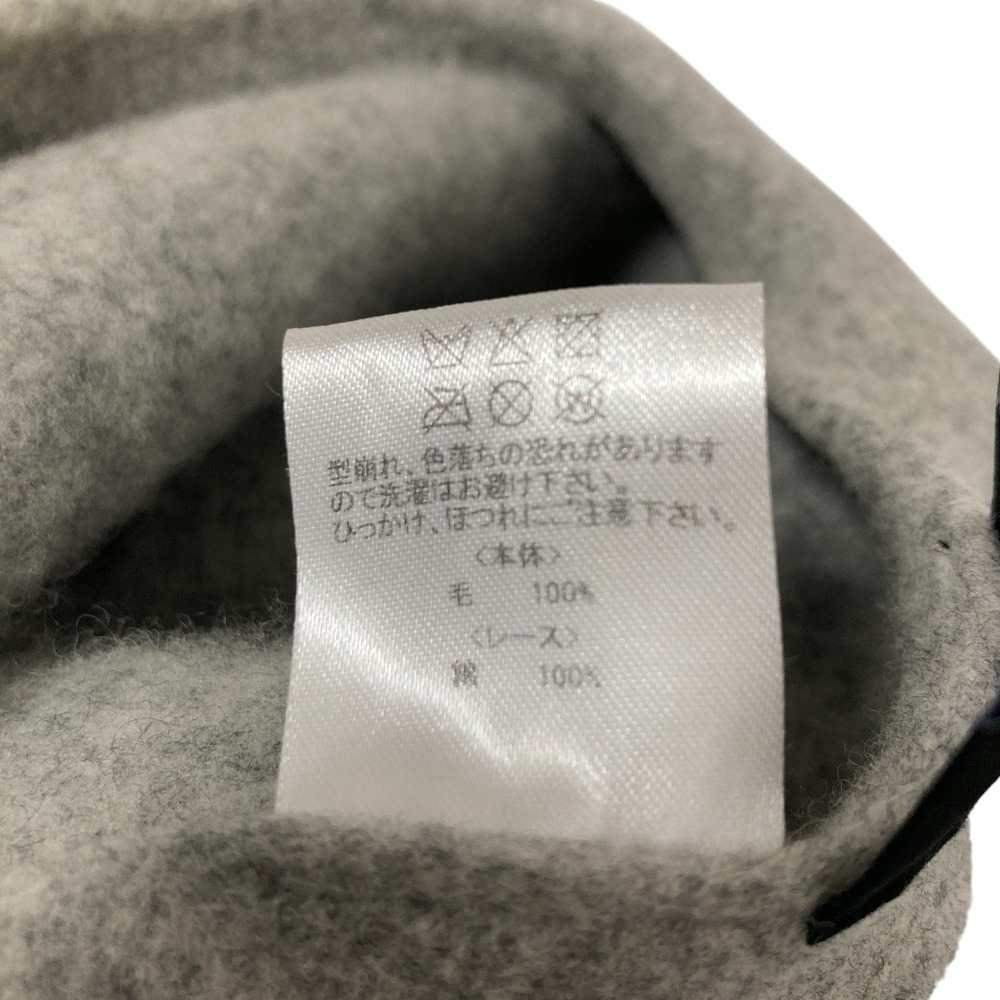 型崩れ、色落ちの恐れがあります
ので洗濯はお避け下さい。
ひっかけ、ほつれにご注意下さい。
<本体>
毛 100%
<レース>
綿 100%